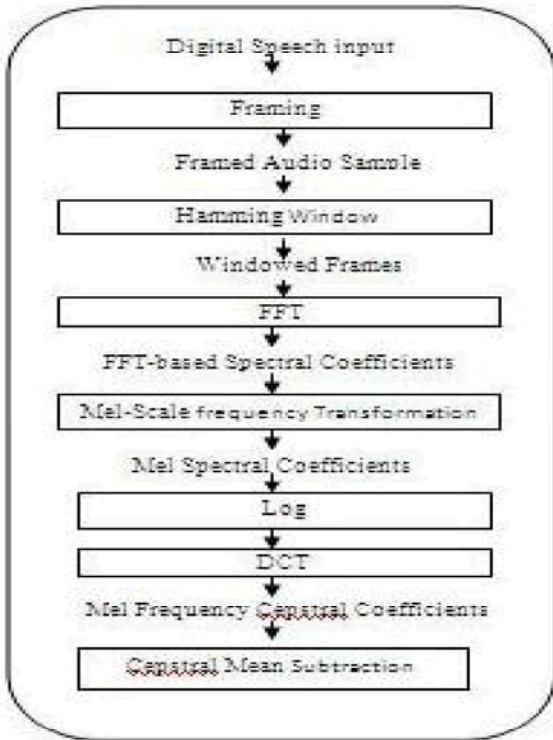 Digital Speech input
Framing
Framed Audio Sample
Hamming Window
Windowed Frames
FFT
FFT-based Spectral Coefficients
Mel-Scale frequency Transformation
Mel Spectral Coefficients
Log
DCT
Mel Frequency Cepstral Coefficients
Cepstral Mean Subtraction